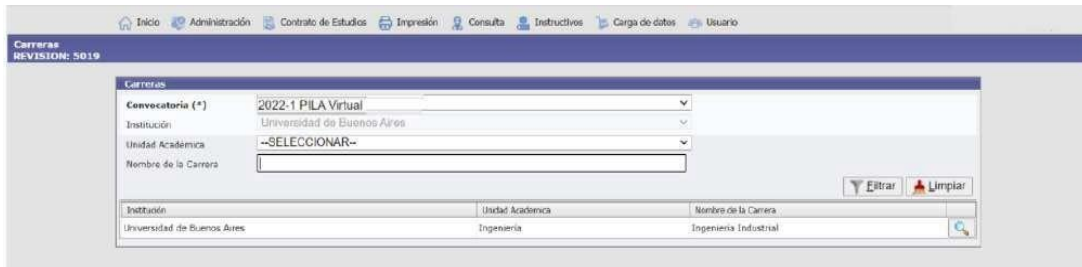 Inicio Administración Contrato de Estudios Impresión Consulta Instructivos Carga de datos Usuario
Carreras
REVISION: 5019
Carreras
Convocatoria (*) 2022-1 PILA Virtual
Institución Universidad de Buenos Aires
Unidad Académica --SELECCIONAR--
Nombre de la Carrera
Filtrar Limpiar
Institución Unidad Academica Nombre de la Carrera
Universidad de Buenos Aires Ingeniería Ingeniería Industrial